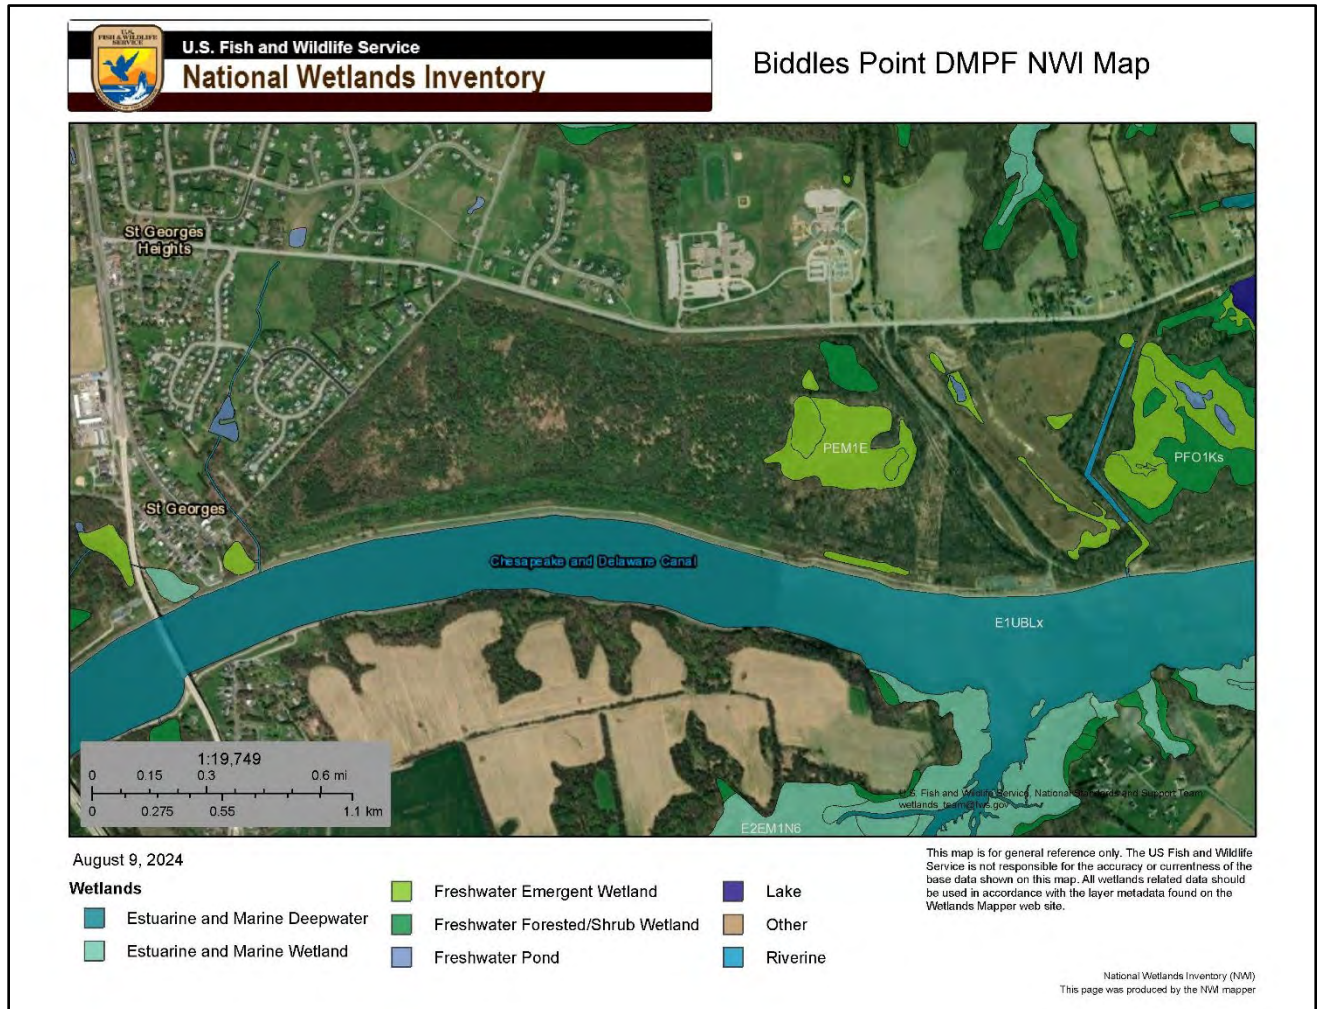 U.S. FISH & WILDLIFE SERVICE
U.S. Fish and Wildlife Service
National Wetlands Inventory
Biddles Point DMPF NWI Map
St Georges
Heights
PEM1E
PFO1Ks
St Georges
Chesapeake and Delaware Canal
E1UBLx
1:19,749
0 0.15 0.3 0.6 mi
0 0.275 0.55 1.1 km
U.S. Fish and Wildlife Service, National Standards and Support Team
wetlands_team@fws.gov
E2EM1N6
August 9, 2024
Wetlands
Estuarine and Marine Deepwater
Estuarine and Marine Wetland
Freshwater Emergent Wetland
Freshwater Forested/Shrub Wetland
Freshwater Pond
Lake
Other
Riverine
This map is for general reference only. The US Fish and Wildlife
Service is not responsible for the accuracy or currentness of the
base data shown on this map. All wetlands related data should
be used in accordance with the layer metadata found on the
Wetlands Mapper web site.
National Wetlands Inventory (NWI)
This page was produced by the NWI mapper